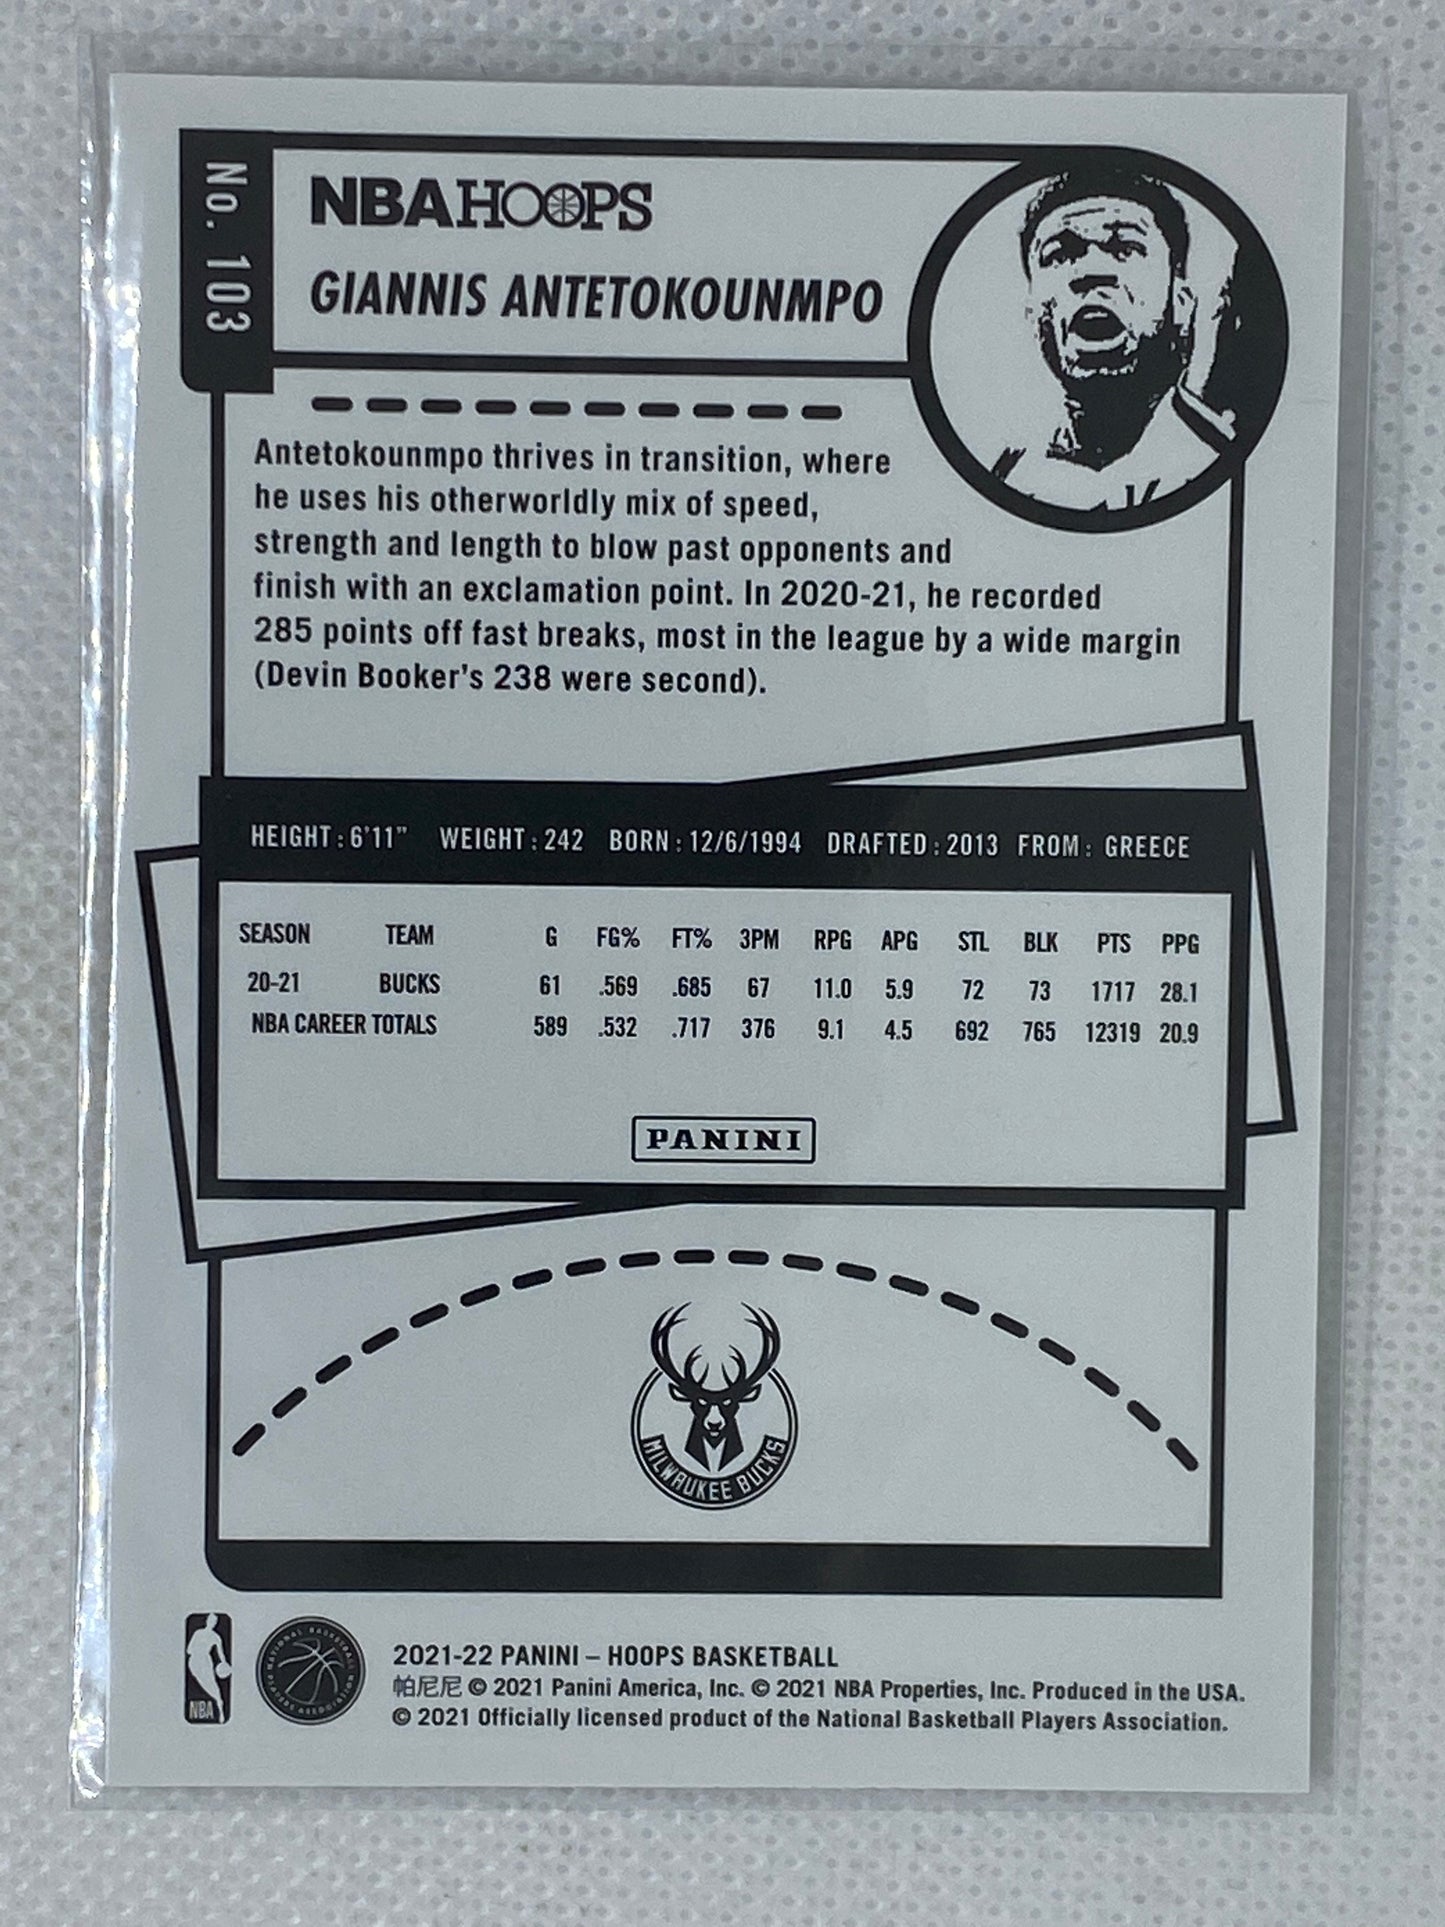 No. 103
NBA HOOPS
GIANNIS ANTETOKOUNMPO
Antetokounmpo thrives in transition, where
he uses his otherworldly mix of speed,
strength and length to blow past opponents and
finish with an exclamation point. In 2020-21, he recorded
285 points off fast breaks, most in the league by a wide margin
(Devin Booker's 238 were second).
HEIGHT: 6'11" WEIGHT: 242 BORN: 12/6/1994 DRAFTED: 2013 FROM: GREECE
SEASON TEAM G FG% FT% 3PM RPG APG STL BLK PTS PPG
20-21 BUCKS 61 .569 .685 67 11.0 5.9 72 73 1717 28.1
NBA CAREER TOTALS 589 .532 .717 376 9.1 4.5 692 765 12319 20.9
PANINI
MILWAUKEE BUCKS
NBA
NATIONAL BASKETBALL
PLAYERS ASSOCIATION
2021-22 PANINI – HOOPS BASKETBALL
帕尼尼 © 2021 Panini America, Inc. © 2021 NBA Properties, Inc. Produced in the USA.
© 2021 Officially licensed product of the National Basketball Players Association.